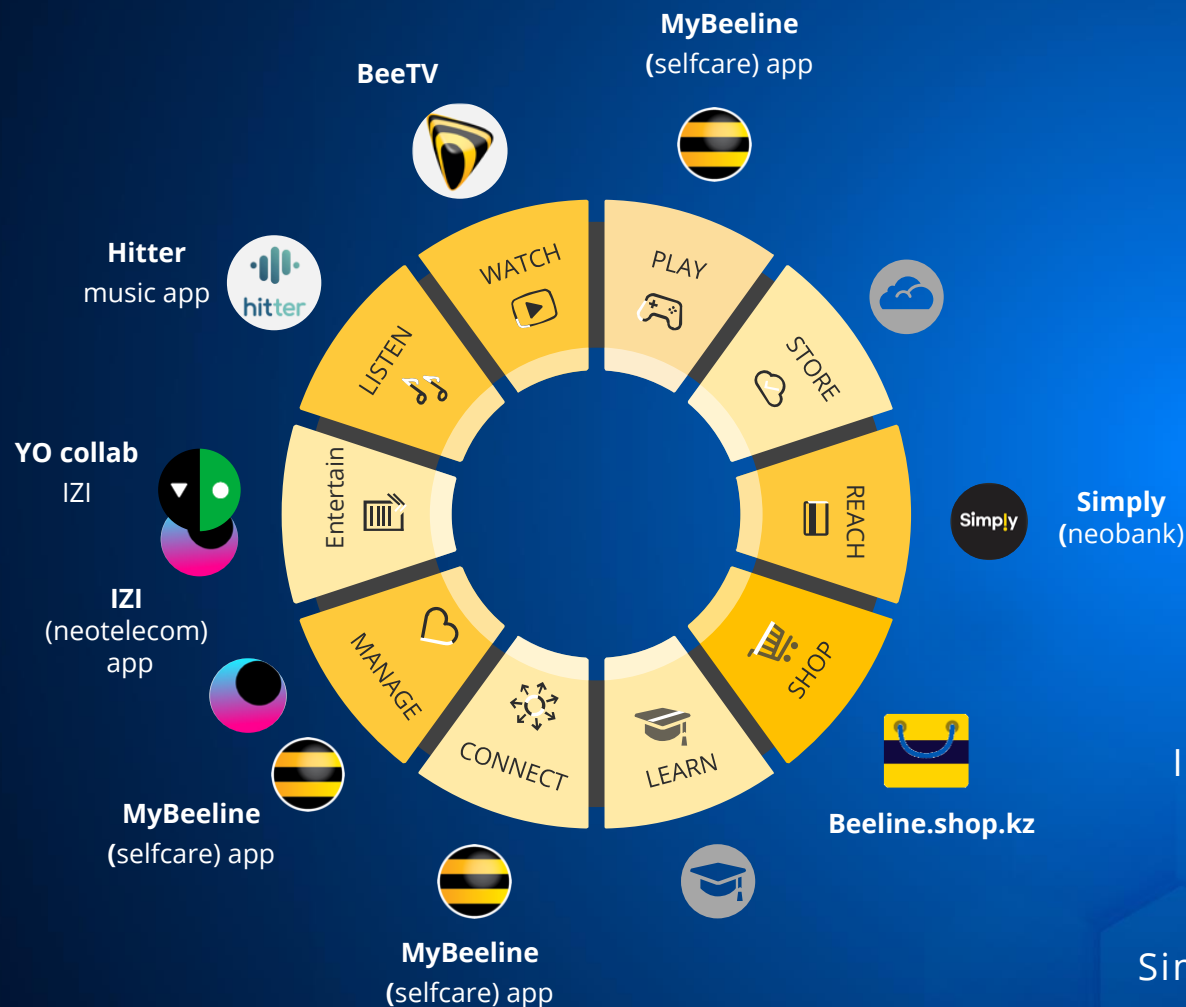 MyBeeline
(selfcare) app
BeeTV
Hitter
music app
hitter
WATCH
PLAY
LISTEN
STORE
YO collab
IZI
Entertain
REACH
Simply
Simply
(neobank)
IZI
(neotelecom)
app
MANAGE
SHOP
CONNECT
LEARN
MyBeeline
(selfcare) app
Beeline.shop.kz
MyBeeline
(selfcare) app